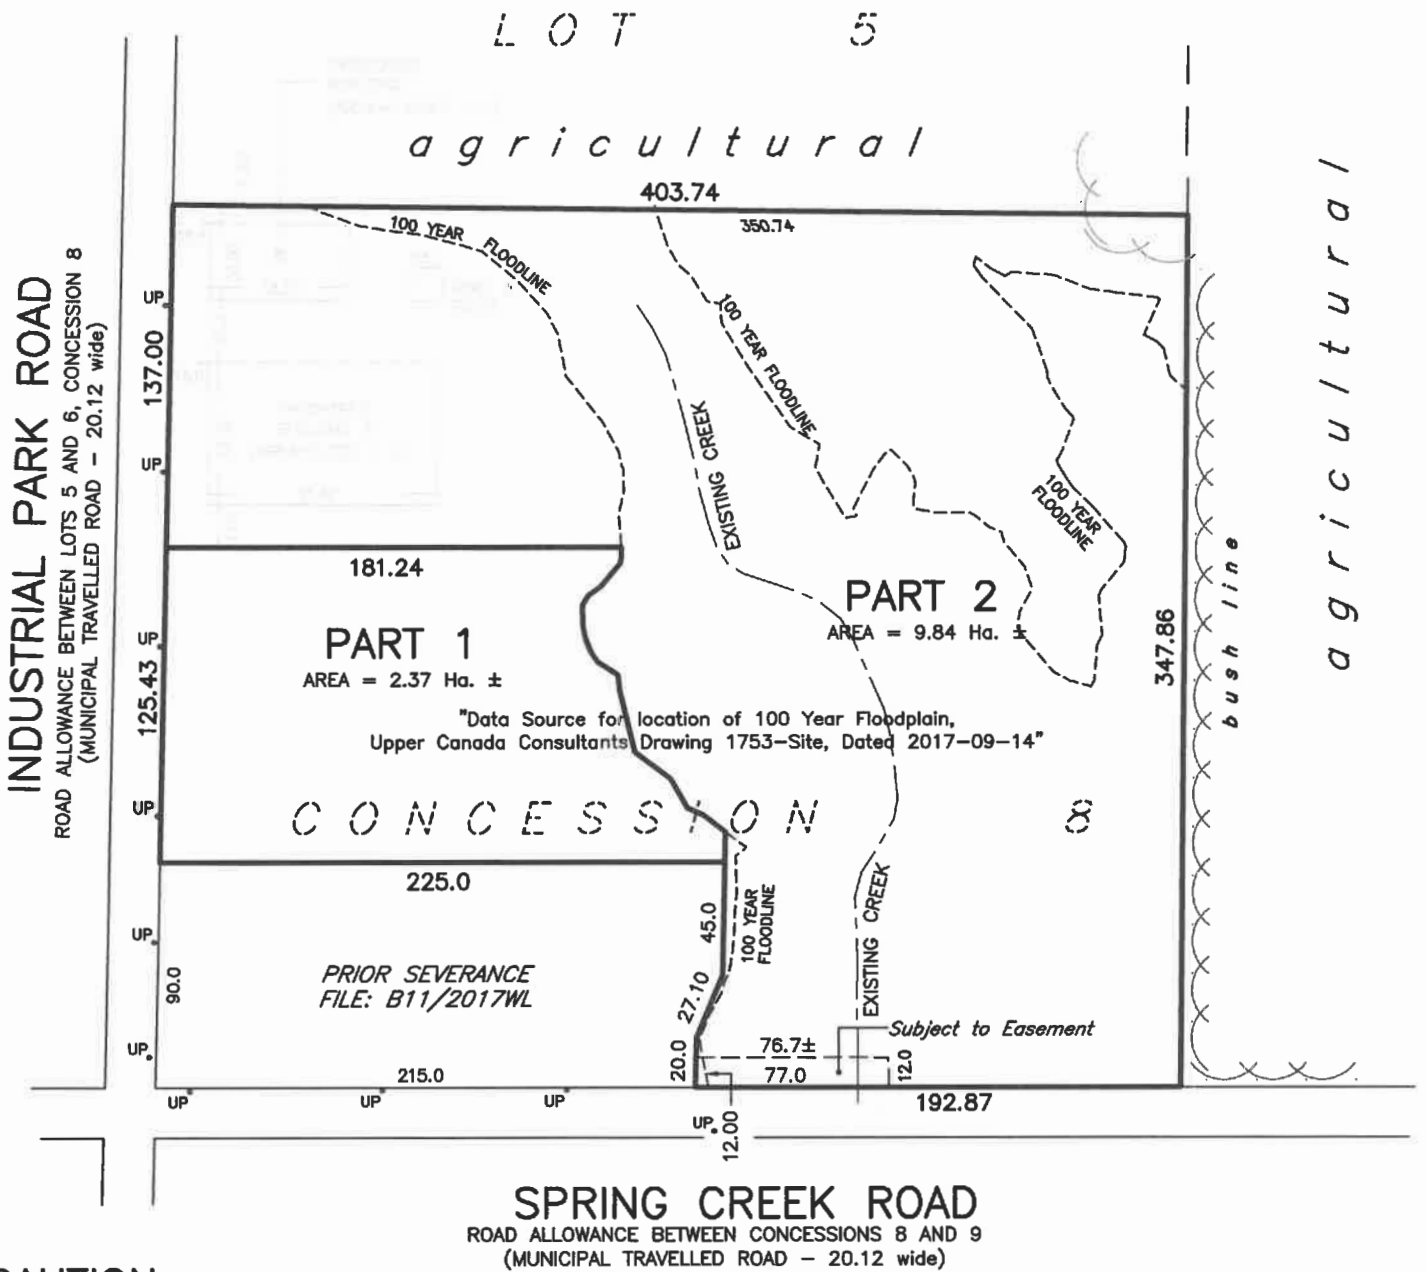 LOT 5
agricultural
403.74
350.74
100 YEAR FLOODLINE
100 YEAR FLOODLINE
EXISTING CREEK
agricultural
INDUSTRIAL PARK ROAD
ROAD ALLOWANCE BETWEEN LOTS 5 AND 6, CONCESSION 8
(MUNICIPAL TRAVELLED ROAD - 20.12 wide)
UP
137.00
UP
100 YEAR
FLOODLINE
bush line
181.24
PART 1
AREA = 2.37 Ha. ±
PART 2
AREA = 9.84 Ha. ±
347.86
UP
125.43
"Data Source for location of 100 Year Floodplain,
Upper Canada Consultants Drawing 1753-Site, Dated 2017-09-14"
UP
CONCESSION 8
225.0
45.0
100 YEAR
FLOODLINE
EXISTING CREEK
UP
90.0
PRIOR SEVERANCE
FILE: B11/2017WL
27.10
Subject to Easement
UP
20.0
76.7±
77.0
12.0
215.0
192.87
UP
UP
UP
UP
12.00
SPRING CREEK ROAD
ROAD ALLOWANCE BETWEEN CONCESSIONS 8 AND 9
(MUNICIPAL TRAVELLED ROAD - 20.12 wide)